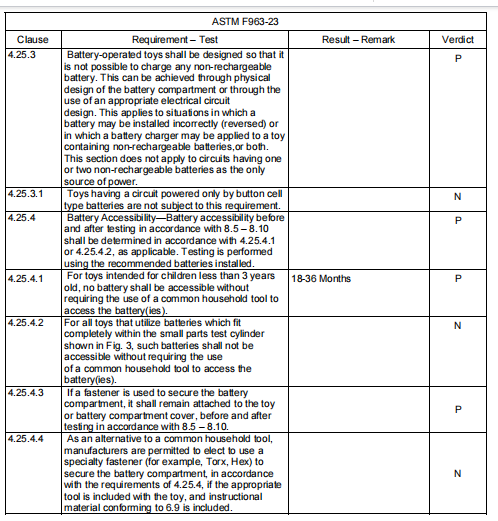 ASTM F963-23
Clause Requirement – Test Result – Remark Verdict
4.25.3 Battery-operated toys shall be designed so that it P
is not possible to charge any non-rechargeable
battery. This can be achieved through physical
design of the battery compartment or through the
use of an appropriate electrical circuit
design. This applies to situations in which a
battery may be installed incorrectly (reversed) or
in which a battery charger may be applied to a toy
containing non-rechargeable batteries,or both.
This section does not apply to circuits having one
or two non-rechargeable batteries as the only
source of power.
4.25.3.1 Toys having a circuit powered only by button cell N
type batteries are not subject to this requirement.
4.25.4 Battery Accessibility—Battery accessibility before P
and after testing in accordance with 8.5 – 8.10
shall be determined in accordance with 4.25.4.1
or 4.25.4.2, as applicable. Testing is performed
using the recommended batteries installed.
4.25.4.1 For toys intended for children less than 3 years 18-36 Months P
old, no battery shall be accessible without
requiring the use of a common household tool to
access the battery(ies).
4.25.4.2 For all toys that utilize batteries which fit N
completely within the small parts test cylinder
shown in Fig. 3, such batteries shall not be
accessible without requiring the use
of a common household tool to access the
battery(ies).
4.25.4.3 If a fastener is used to secure the battery P
compartment, it shall remain attached to the toy
or battery compartment cover, before and after
testing in accordance with 8.5 – 8.10.
4.25.4.4 As an alternative to a common household tool, N
manufacturers are permitted to elect to use a
specialty fastener (for example, Torx, Hex) to
secure the battery compartment, in accordance
with the requirements of 4.25.4, if the appropriate
tool is included with the toy, and instructional
material conforming to 6.9 is included.